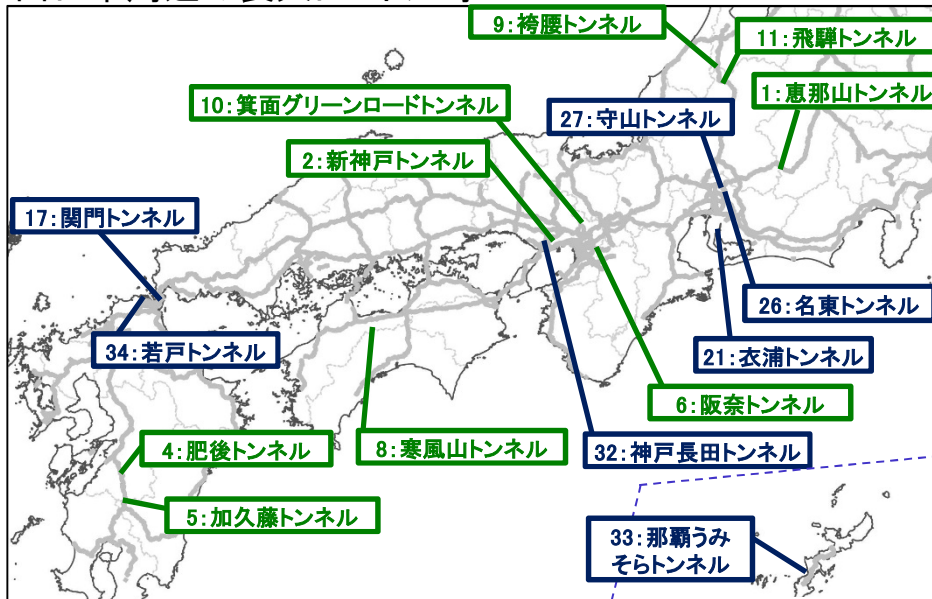 9:袴腰トンネル
11:飛騨トンネル
10:箕面グリーンロードトンネル
27:守山トンネル
1:恵那山トンネル
2:新神戸トンネル
17:関門トンネル
26:名東トンネル
34:若戸トンネル
21:衣浦トンネル
6:阪奈トンネル
4:肥後トンネル
8:寒風山トンネル
32:神戸長田トンネル
5:加久藤トンネル
33:那覇うみ
そらトンネル